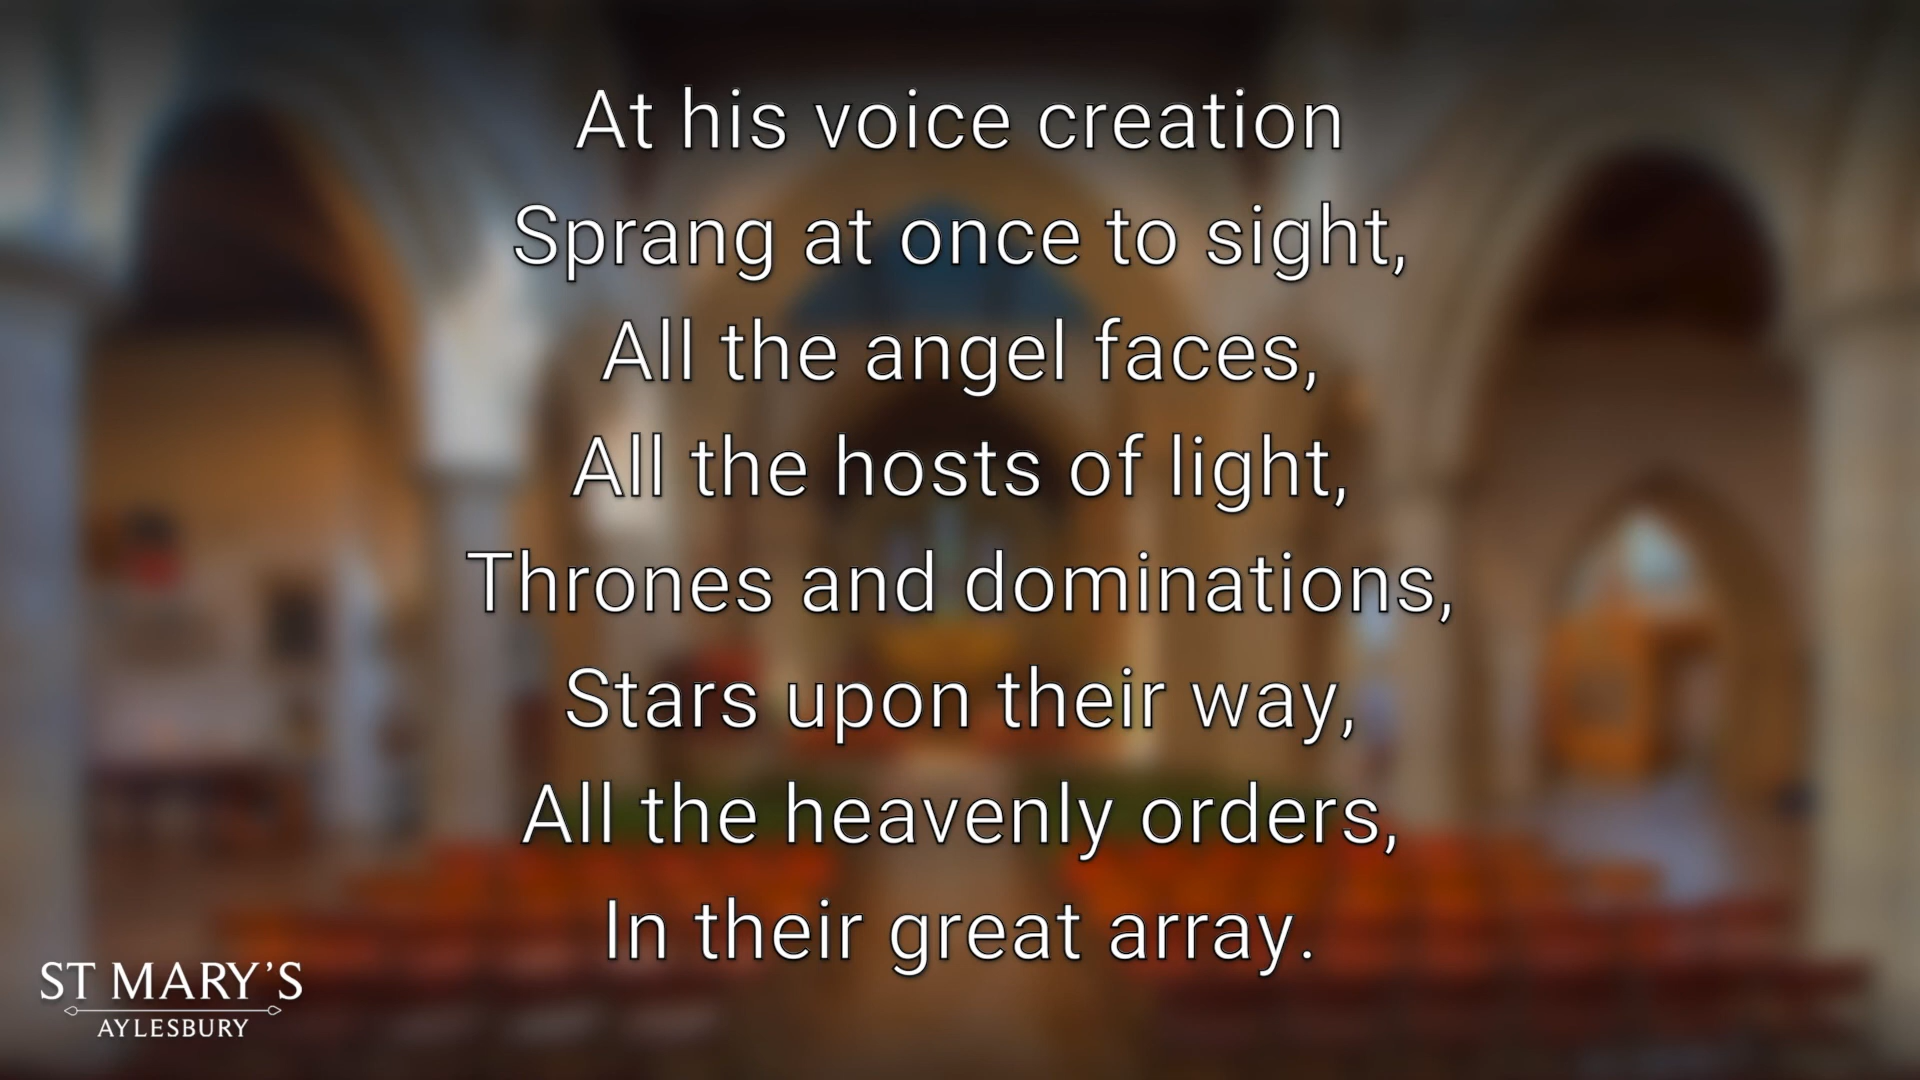 At his voice creation
Sprang at once to sight,
All the angel faces,
All the hosts of light,
Thrones and dominations,
Stars upon their way,
All the heavenly orders,
In their great array.
ST MARY'S
AYLESBURY